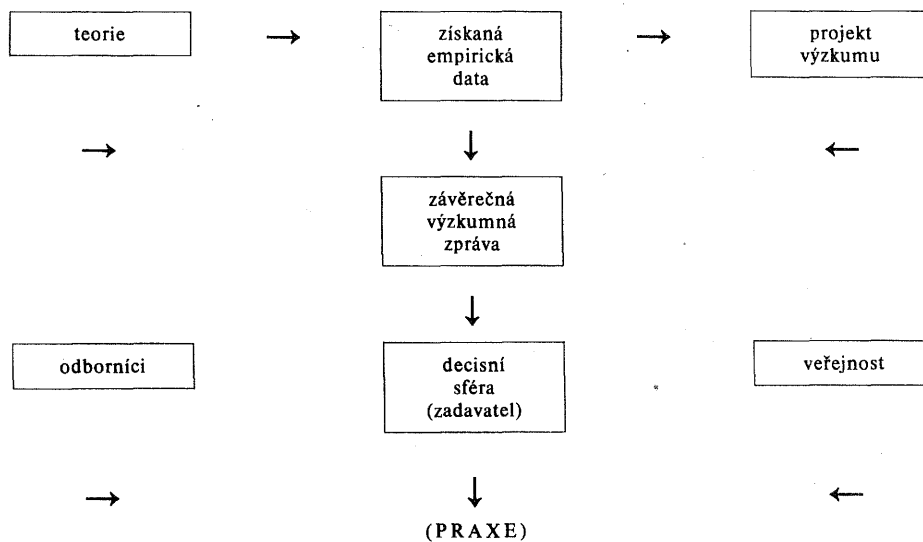 teorie
získaná
empirická
data
projekt
výzkumu
závěrečná
výzkumná
zpráva
odborníci
decisní
sféra
(zadavatel)
veřejnost
(PRAXE)